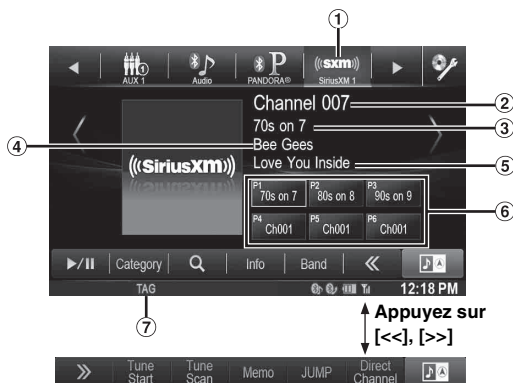 1
AUX 1
Audio
PANDORA®
((sxm))
SiriusXM 1
Channel 007
2
70s on 7
3
4
Bee Gees
((SiriusXM))
Love You Inside
5
P1 70s on 7
P2 80s on 8
P3 90s on 9
6
P4 Ch001
P5 Ch001
P6 Ch001
Category
Info
Band
TAG
12:18 PM
7
Appuyez sur
[<<], [>>]
Tune Start
Tune Scan
Memo
JUMP
Direct Channel